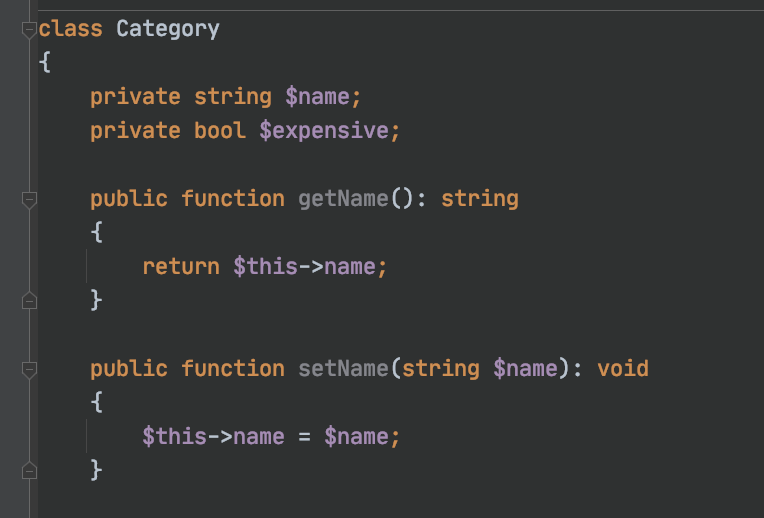 class Category
{
    private string $name;
    private bool $expensive;

    public function getName(): string
    {
        return $this->name;
    }

    public function setName(string $name): void
    {
        $this->name = $name;
    }